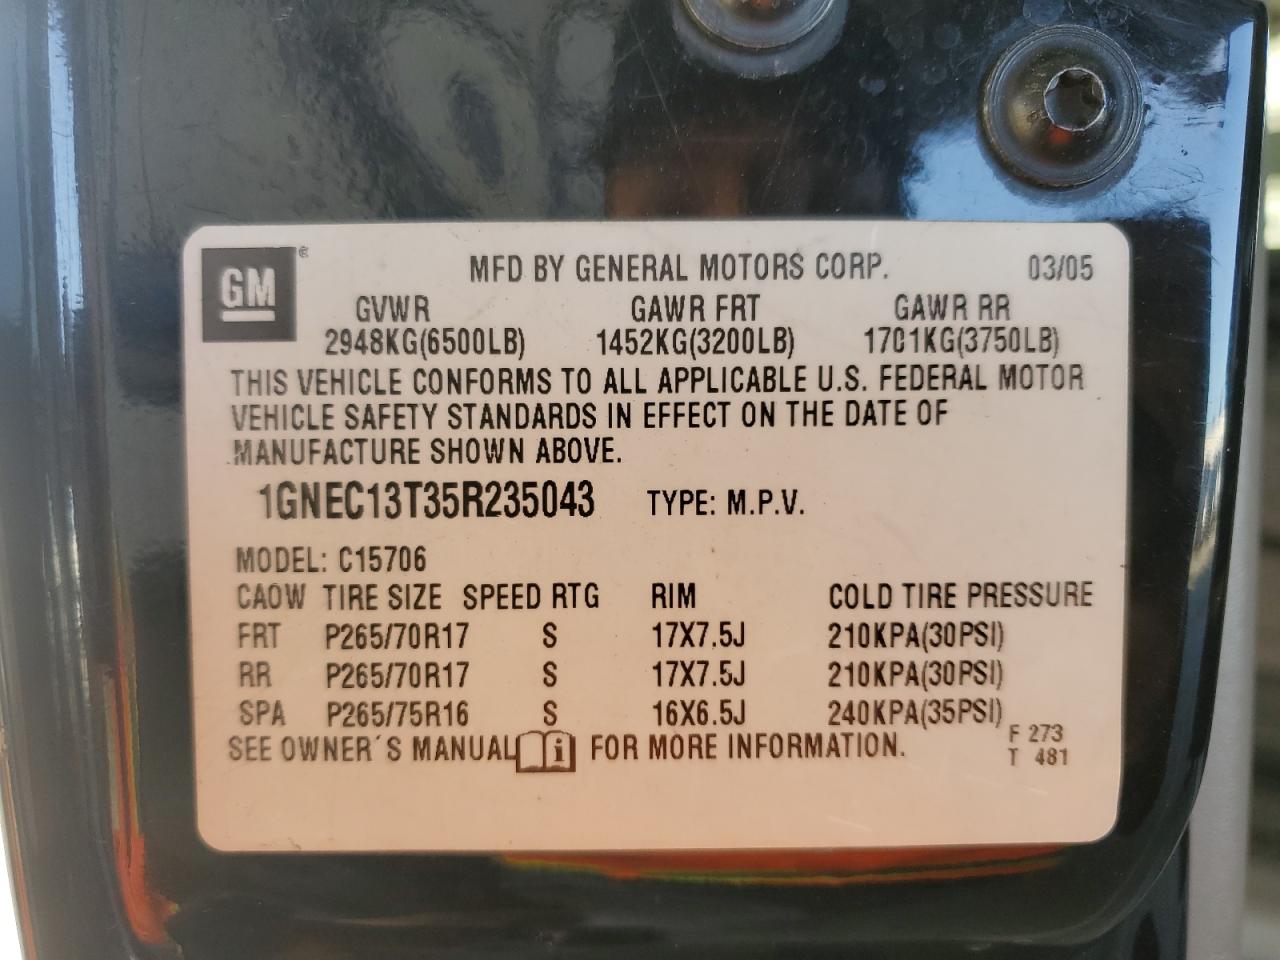 GM®
MFD BY GENERAL MOTORS CORP. 03/05
GVWR GAWR FRT GAWR RR
2948KG(6500LB) 1452KG(3200LB) 1701KG(3750LB)
THIS VEHICLE CONFORMS TO ALL APPLICABLE U.S. FEDERAL MOTOR
VEHICLE SAFETY STANDARDS IN EFFECT ON THE DATE OF
MANUFACTURE SHOWN ABOVE.
1GNEC13T35R235043 TYPE: M.P.V.
MODEL: C15706
CAOW TIRE SIZE SPEED RTG RIM COLD TIRE PRESSURE
FRT P265/70R17 S 17X7.5J 210KPA(30PSI)
RR P265/70R17 S 17X7.5J 210KPA(30PSI)
SPA P265/75R16 S 16X6.5J 240KPA(35PSI)
SEE OWNER´S MANUAL i FOR MORE INFORMATION.
F 273
T 481